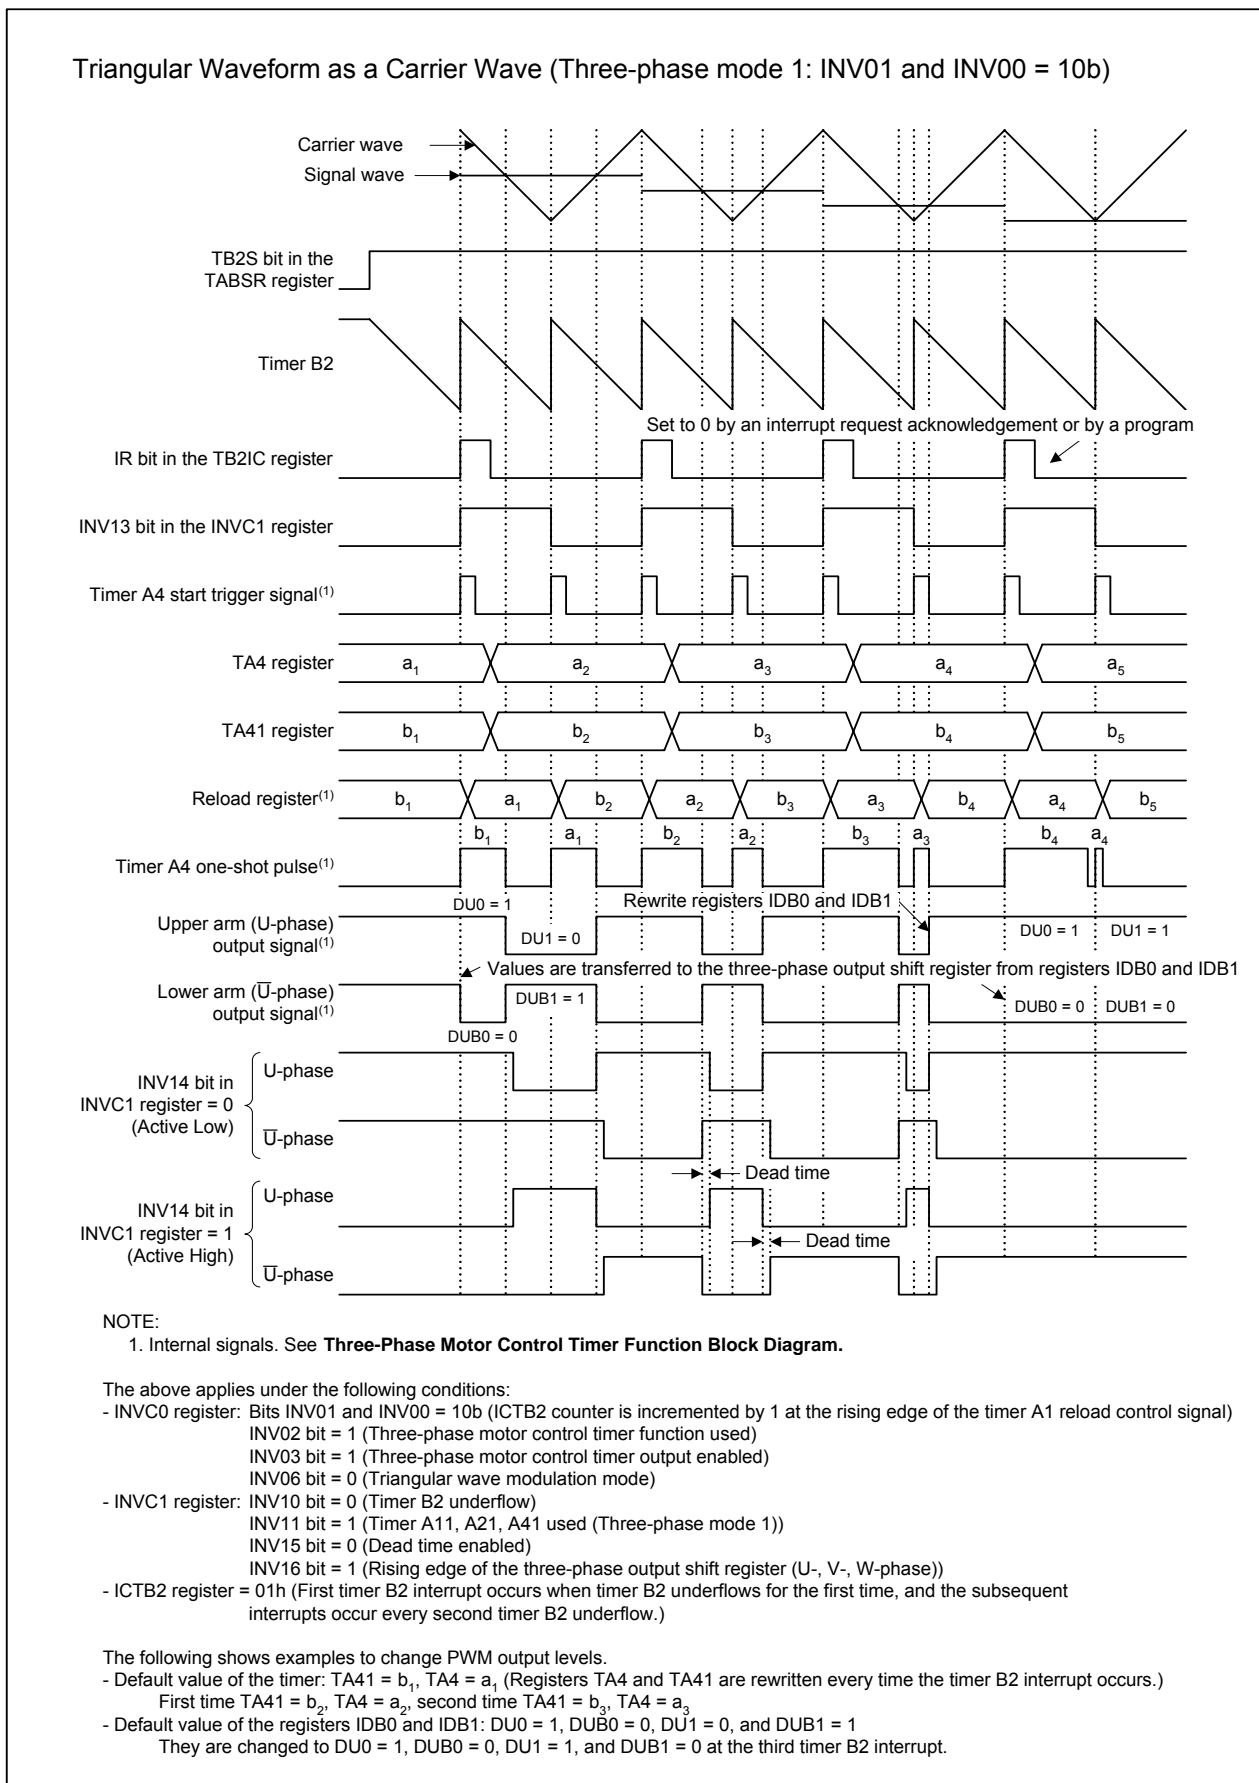 Triangular Waveform as a Carrier Wave (Three-phase mode 1: INV01 and INV00 = 10b)
Carrier wave
Signal wave
TB2S bit in the
TABSR register
Timer B2
Set to 0 by an interrupt request acknowledgement or by a program
IR bit in the TB2IC register
INV13 bit in the INVC1 register
Timer A4 start trigger signal(1)
TA4 register
a1 a2 a3 a4 a5
TA41 register
b1 b2 b3 b4 b5
Reload register(1)
b1 a1 b2 a2 b3 a3 b4 a4 b5
b1 a1 b2 a2 b3 a3 b4 a4
Timer A4 one-shot pulse(1)
DU0 = 1
Rewrite registers IDB0 and IDB1
Upper arm (U-phase)
output signal(1)
DU1 = 0
DU0 = 1
DU1 = 1
Values are transferred to the three-phase output shift register from registers IDB0 and IDB1
Lower arm (U̅-phase)
output signal(1)
DUB1 = 1
DUB0 = 0
DUB1 = 0
DUB0 = 0
INV14 bit in
INVC1 register = 0
(Active Low)
U-phase
U̅-phase
Dead time
INV14 bit in
INVC1 register = 1
(Active High)
U-phase
Dead time
U̅-phase
NOTE:
1. Internal signals. See Three-Phase Motor Control Timer Function Block Diagram.
The above applies under the following conditions:
- INVC0 register: Bits INV01 and INV00 = 10b (ICTB2 counter is incremented by 1 at the rising edge of the timer A1 reload control signal)
INV02 bit = 1 (Three-phase motor control timer function used)
INV03 bit = 1 (Three-phase motor control timer output enabled)
INV06 bit = 0 (Triangular wave modulation mode)
- INVC1 register: INV10 bit = 0 (Timer B2 underflow)
INV11 bit = 1 (Timer A11, A21, A41 used (Three-phase mode 1))
INV15 bit = 0 (Dead time enabled)
INV16 bit = 1 (Rising edge of the three-phase output shift register (U-, V-, W-phase))
- ICTB2 register = 01h (First timer B2 interrupt occurs when timer B2 underflows for the first time, and the subsequent
interrupts occur every second timer B2 underflow.)
The following shows examples to change PWM output levels.
- Default value of the timer: TA41 = b1, TA4 = a1 (Registers TA4 and TA41 are rewritten every time the timer B2 interrupt occurs.)
First time TA41 = b2, TA4 = a2, second time TA41 = b3, TA4 = a3
- Default value of the registers IDB0 and IDB1: DU0 = 1, DUB0 = 0, DU1 = 0, and DUB1 = 1
They are changed to DU0 = 1, DUB0 = 0, DU1 = 1, and DUB1 = 0 at the third timer B2 interrupt.